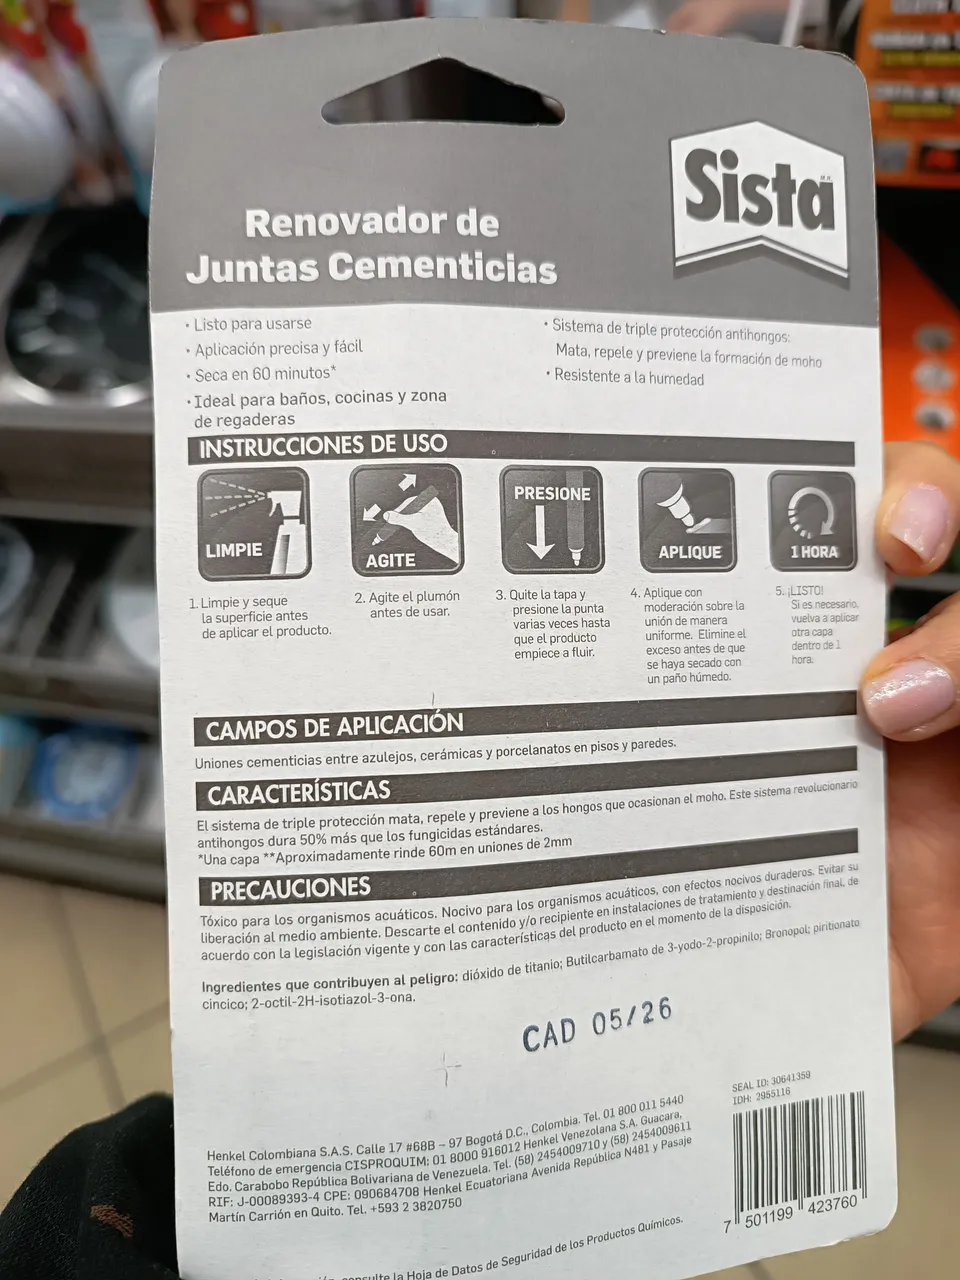 Sista
M.R.
Renovador de
Juntas Cementicias
• Listo para usarse
• Aplicación precisa y fácil
• Seca en 60 minutos*
• Ideal para baños, cocinas y zona
de regaderas
• Sistema de triple protección antihongos:
Mata, repele y previene la formación de moho
• Resistente a la humedad
INSTRUCCIONES DE USO
LIMPIE
AGITE
PRESIONE
APLIQUE
1 HORA
1. Limpie y seque
la superficie antes
de aplicar el producto.
2. Agite el plumón
antes de usar.
3. Quite la tapa y
presione la punta
varias veces hasta
que el producto
empiece a fluir.
4. Aplique con
moderación sobre la
unión de manera
uniforme. Elimine el
exceso antes de que
se haya secado con
un paño húmedo.
5. ¡LISTO!
Si es necesario,
vuelva a aplicar
otra capa
dentro de 1
hora.
CAMPOS DE APLICACIÓN
Uniones cementicias entre azulejos, cerámicas y porcelanatos en pisos y paredes.
CARACTERÍSTICAS
El sistema de triple protección mata, repele y previene a los hongos que ocasionan el moho. Este sistema revolucionario
antihongos dura 50% más que los fungicidas estándares.
*Una capa **Aproximadamente rinde 60m en uniones de 2mm
PRECAUCIONES
Tóxico para los organismos acuáticos. Nocivo para los organismos acuáticos, con efectos nocivos duraderos. Evitar su
liberación al medio ambiente. Descarte el contenido y/o recipiente en instalaciones de tratamiento y destinación final, de
acuerdo con la legislación vigente y con las características del producto en el momento de la disposición.
Ingredientes que contribuyen al peligro: dióxido de titanio; Butilcarbamato de 3-yodo-2-propinilo; Bronopol; piritionato
cincico; 2-octil-2H-isotiazol-3-ona.
CAD 05/26
SEAL ID: 30641359
IDH: 2955116
Henkel Colombiana S.A.S. Calle 17 #68B – 97 Bogotá D.C., Colombia. Tel. 01 800 011 5440
Teléfono de emergencia CISPROQUIM: 01 8000 916012 Henkel Venezolana S.A. Guacara,
Edo. Carabobo República Bolivariana de Venezuela. Tel. (58) 2454009710 y (58) 2454009611
RIF: J-00089393-4 CPE: 090684708 Henkel Ecuatoriana Avenida República N481 y Pasaje
Martín Carrión en Quito. Tel. +593 2 3820750
7 501199 423760
consulte la Hoja de Datos de Seguridad de los Productos Químicos.